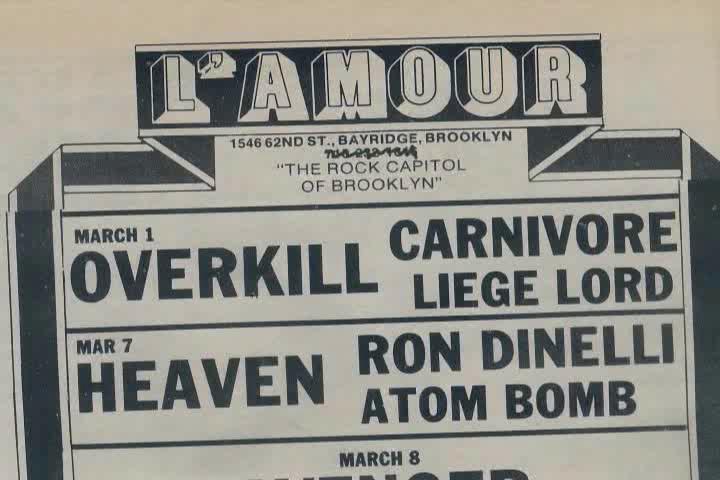 L'AMOUR
1546 62ND ST., BAYRIDGE, BROOKLYN
"THE ROCK CAPITOL
OF BROOKLYN"
MARCH 1
OVERKILL
CARNIVORE
LIEGE LORD
MAR 7
HEAVEN
RON DINELLI
ATOM BOMB
MARCH 8